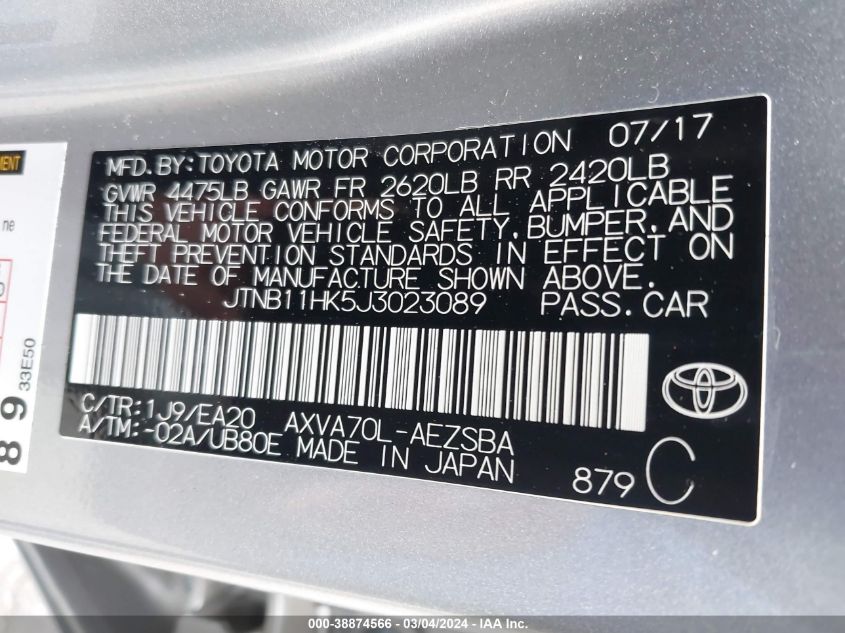 MFD.BY:TOYOTA MOTOR CORPORATION 07/17
GVWR 4475LB GAWR FR 2620LB RR 2420LB
THIS VEHICLE CONFORMS TO ALL APPLICABLE
FEDERAL MOTOR VEHICLE SAFETY,BUMPER,AND
THEFT PREVENTION STANDARDS IN EFFECT ON
THE DATE OF MANUFACTURE SHOWN ABOVE.
JTNB11HK5J3023089 PASS.CAR
C/TR:1J9/EA20 AXVA70L-AEZSBA
A/TM:-02A/UB80E MADE IN JAPAN
879 C
ne
89
33E50
000-38874566 - 03/04/2024 - IAA Inc.